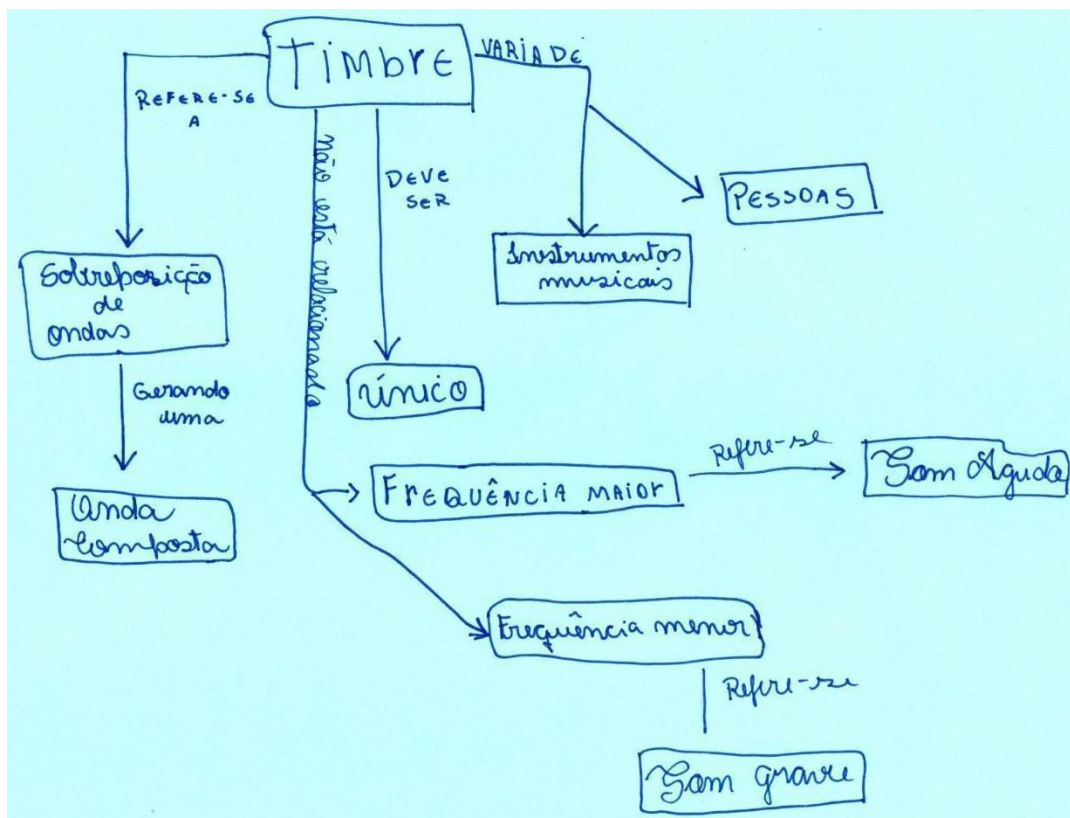 TIMBRE
VARIA DE
REFERE-SE
A
não está relacionado
DEVE
SER
PESSOAS
Instrumentos
musicais
Sobreposição
de
ondas
Gerando
uma
ÚNICO
Onda
Composta
FREQUÊNCIA MAIOR
Refere-se
Som Agudo
Frequência menor
Refere-se
Som grave